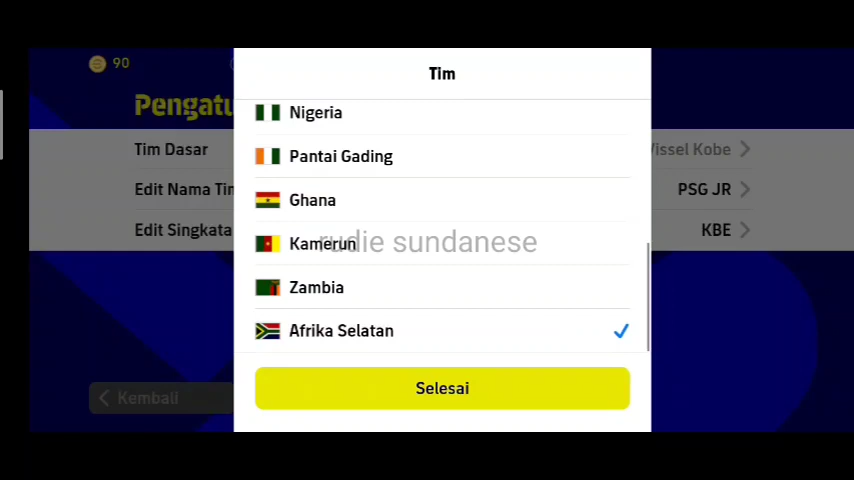 90
Tim
Pengatu
Nigeria
Tim Dasar
Vissel Kobe
Pantai Gading
Edit Nama Tin
PSG JR
Ghana
Edit Singkata
KBE
Kamerun
rudie sundanese
Zambia
Afrika Selatan
Selesai
Kembali